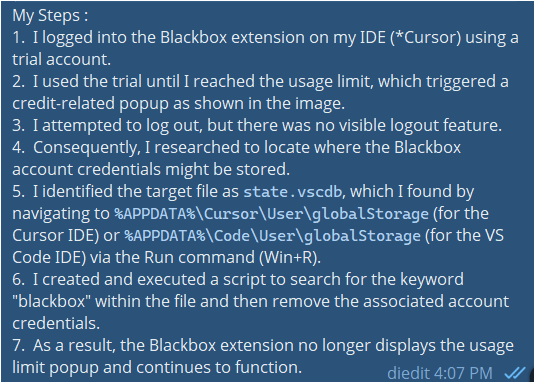 My Steps :
1. I logged into the Blackbox extension on my IDE (*Cursor) using a
trial account.
2. I used the trial until I reached the usage limit, which triggered a
credit-related popup as shown in the image.
3. I attempted to log out, but there was no visible logout feature.
4. Consequently, I researched to locate where the Blackbox
account credentials might be stored.
5. I identified the target file as state.vscdb, which I found by
navigating to %APPDATA%\Cursor\User\globalStorage (for the
Cursor IDE) or %APPDATA%\Code\User\globalStorage (for the VS
Code IDE) via the Run command (Win+R).
6. I created and executed a script to search for the keyword
"blackbox" within the file and then remove the associated account
credentials.
7. As a result, the Blackbox extension no longer displays the usage
limit popup and continues to function.
diedit 4:07 PM